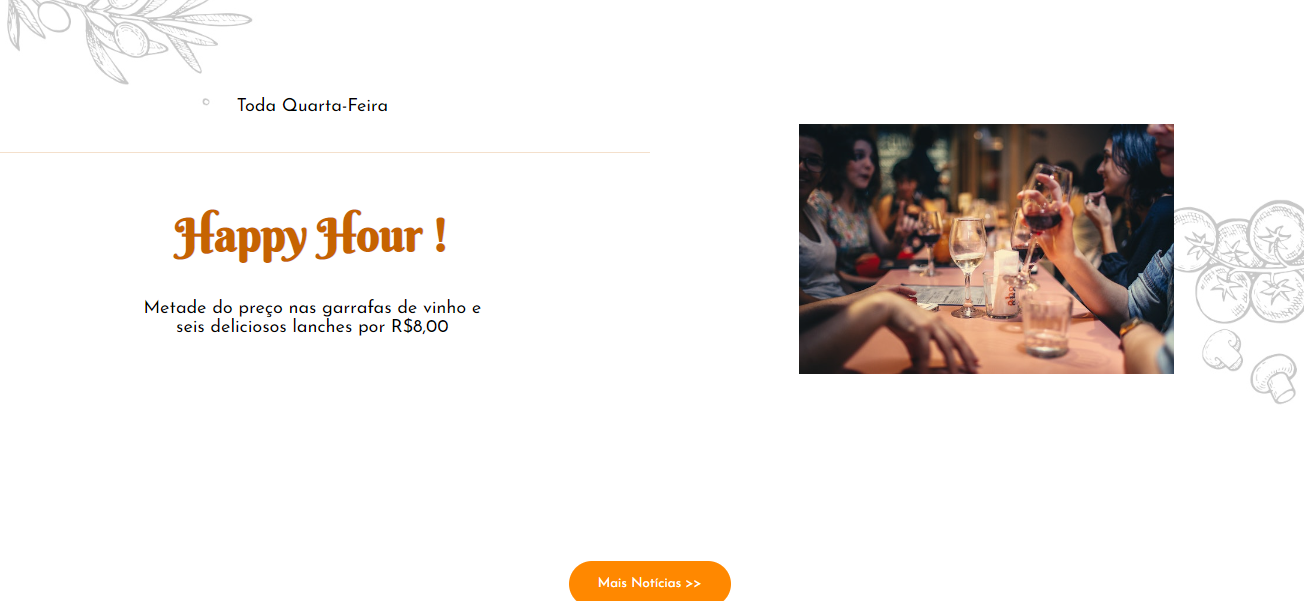 Toda Quarta-Feira
Happy Hour !
Metade do preço nas garrafas de vinho e
seis deliciosos lanches por R$8,00
Mais Notícias >>